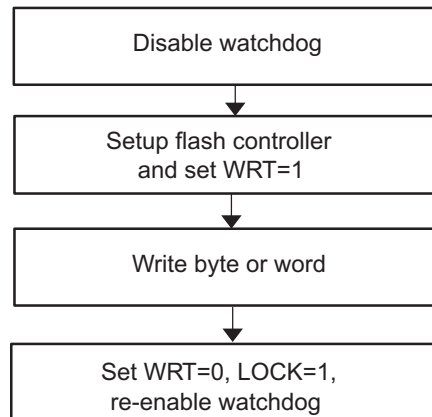 Disable watchdog
Setup flash controller
and set WRT=1
Write byte or word
Set WRT=0, LOCK=1,
re-enable watchdog